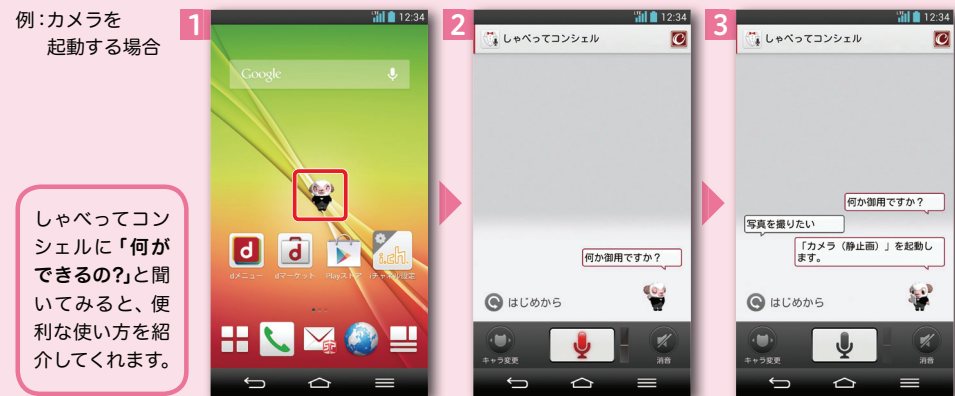 例：カメラを
起動する場合
しゃべってコン
シェルに「何が
できるの?」と聞
いてみると、便
利な使い方を紹
介してくれます。
1
LTE 12:34
Google
d d i.ch.
dメニュー dマーケット Playストア iチャネル設定
2
LTE 12:34
しゃべってコンシェル
何か御用ですか？
はじめから
キャラ変更 消音
3
LTE 12:34
しゃべってコンシェル
何か御用ですか？
写真を撮りたい
「カメラ（静止画）」を起動し
ます。
はじめから
キャラ変更 消音